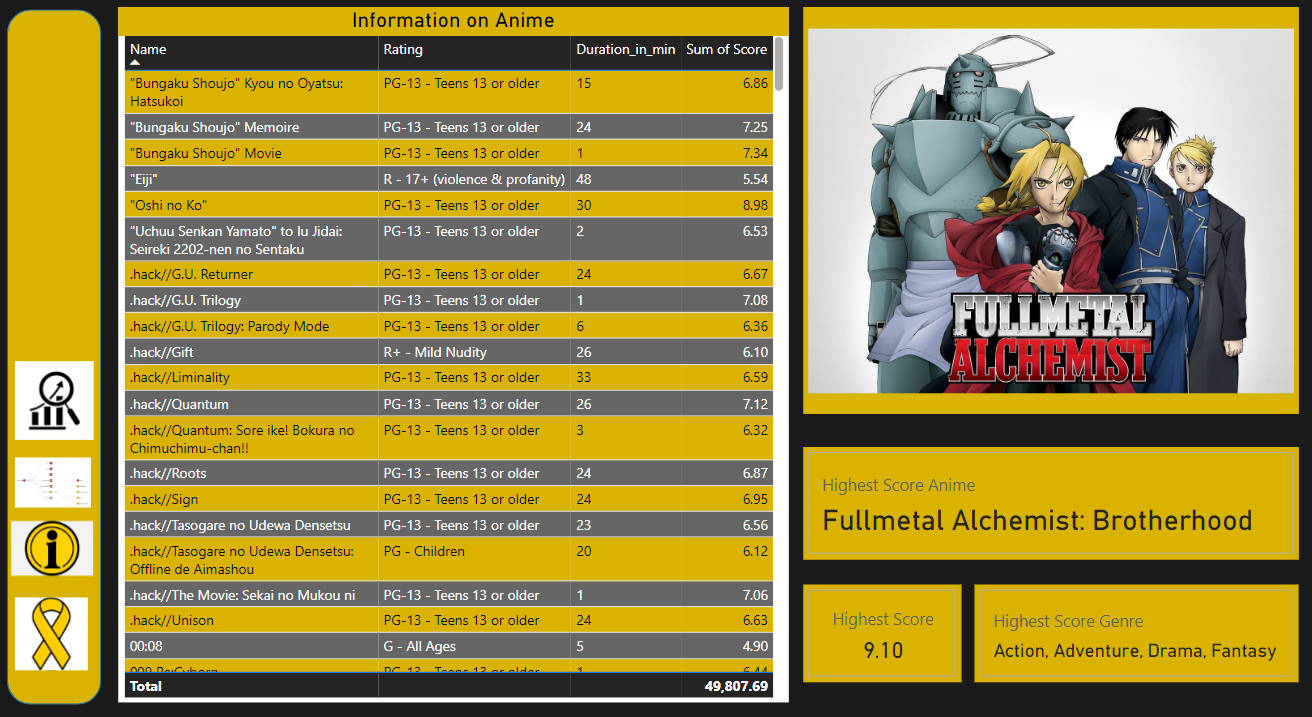 Information on Anime
Name Rating Duration_in_min Sum of Score
"Bungaku Shoujo" Kyou no Oyatsu: PG-13 - Teens 13 or older 15 6.86
Hatsukoi
"Bungaku Shoujo" Memoire PG-13 - Teens 13 or older 24 7.25
"Bungaku Shoujo" Movie PG-13 - Teens 13 or older 1 7.34
"Eiji" R - 17+ (violence & profanity) 48 5.54
"Oshi no Ko" PG-13 - Teens 13 or older 30 8.98
"Uchuu Senkan Yamato" to Iu Jidai: PG-13 - Teens 13 or older 2 6.53
Seireki 2202-nen no Sentaku
.hack//G.U. Returner PG-13 - Teens 13 or older 24 6.67
.hack//G.U. Trilogy PG-13 - Teens 13 or older 1 7.08
.hack//G.U. Trilogy: Parody Mode PG-13 - Teens 13 or older 6 6.36
.hack//Gift R+ - Mild Nudity 26 6.10
.hack//Liminality PG-13 - Teens 13 or older 33 6.59
.hack//Quantum PG-13 - Teens 13 or older 26 7.12
.hack//Quantum: Sore ike! Bokura no PG-13 - Teens 13 or older 3 6.32
Chimuchimu-chan!!
.hack//Roots PG-13 - Teens 13 or older 24 6.87
.hack//Sign PG-13 - Teens 13 or older 24 6.95
.hack//Tasogare no Udewa Densetsu PG-13 - Teens 13 or older 23 6.56
.hack//Tasogare no Udewa Densetsu: PG - Children 20 6.12
Offline de Aimashou
.hack//The Movie: Sekai no Mukou ni PG-13 - Teens 13 or older 1 7.06
.hack//Unison PG-13 - Teens 13 or older 24 6.63
00:08 G - All Ages 5 4.90
009 Re:Cyborg PG-13 - Teens 13 or older 1 6.44
Total 49,807.69
FULLMETAL
ALCHEMIST
Highest Score Anime
Fullmetal Alchemist: Brotherhood
Highest Score
9.10
Highest Score Genre
Action, Adventure, Drama, Fantasy